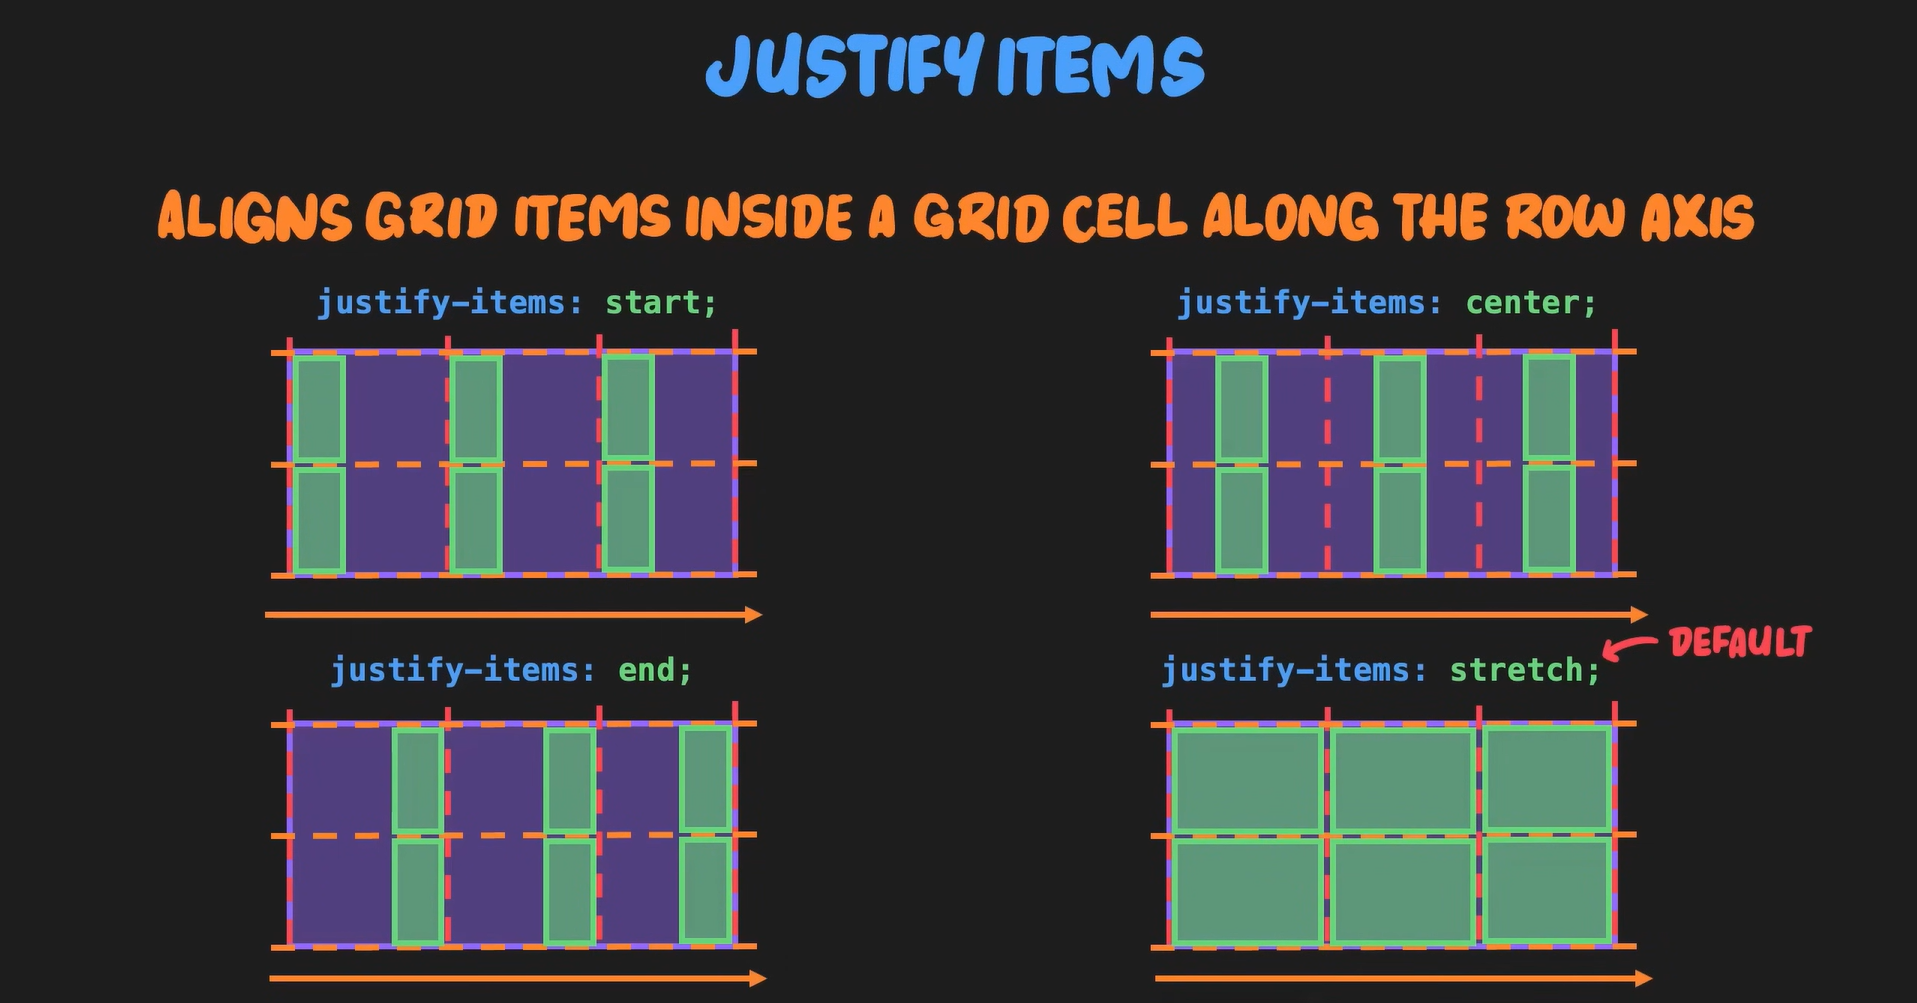 JUSTIFY ITEMS
ALIGNS GRID ITEMS INSIDE A GRID CELL ALONG THE ROW AXIS
justify-items: start;
justify-items: center;
DEFAULT
justify-items: end;
justify-items: stretch;